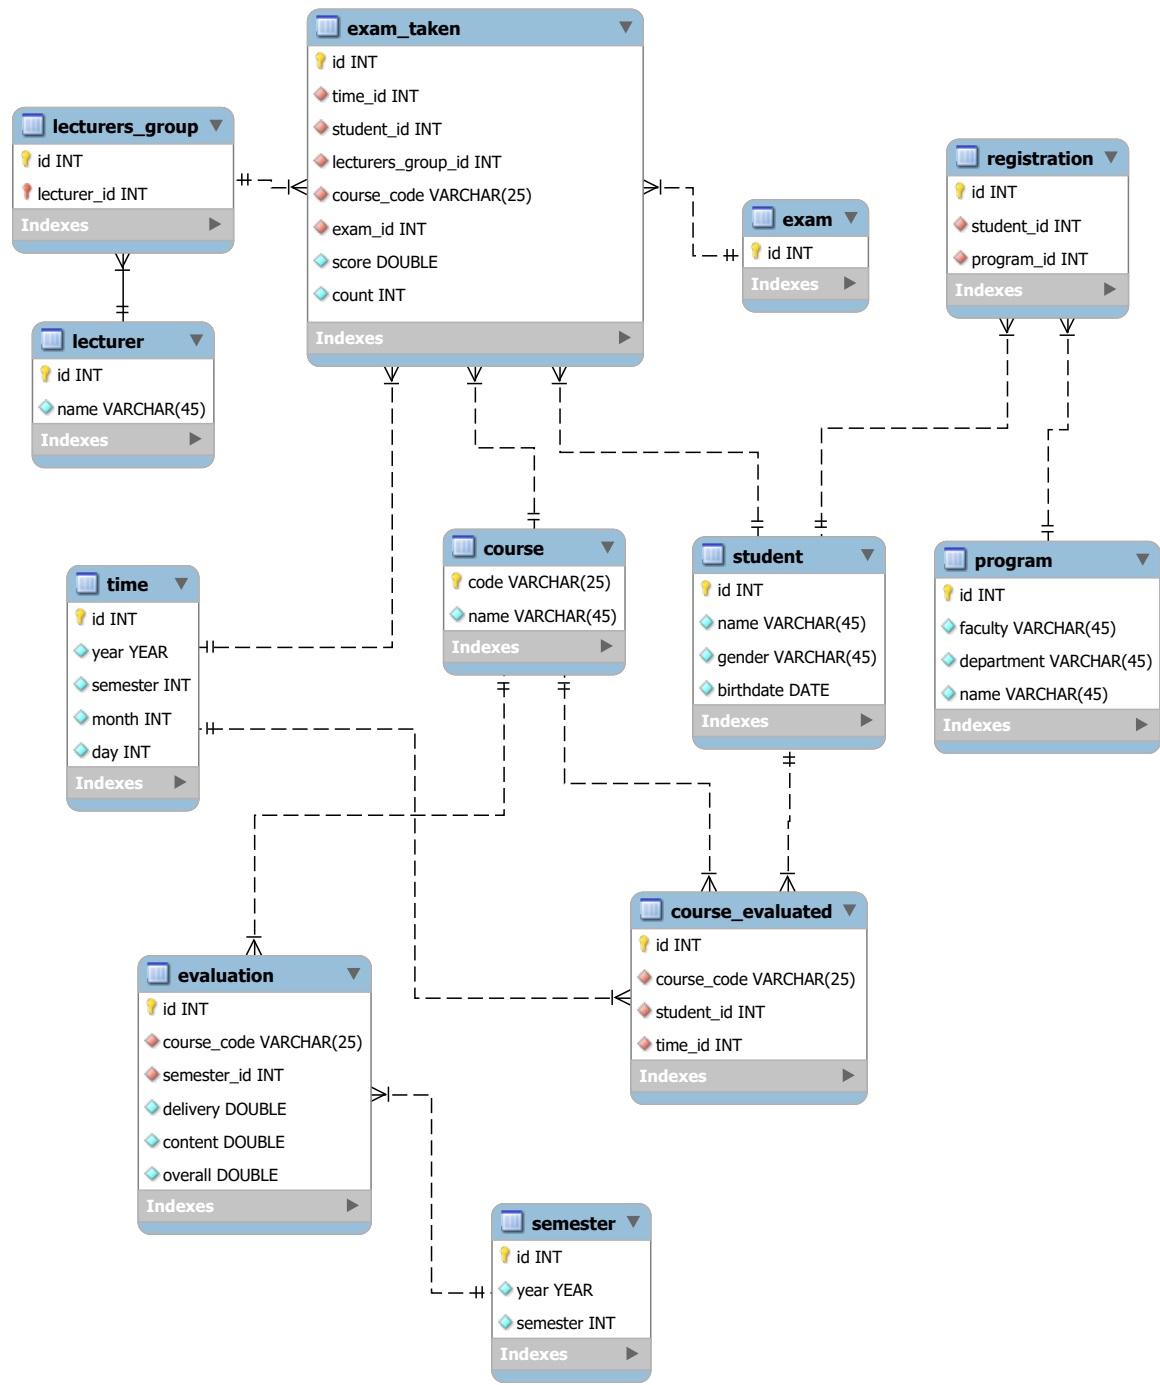 exam_taken
id INT
time_id INT
student_id INT
lecturers_group_id INT
course_code VARCHAR(25)
exam_id INT
score DOUBLE
count INT
Indexes
lecturers_group
id INT
lecturer_id INT
Indexes
registration
id INT
student_id INT
program_id INT
Indexes
exam
id INT
Indexes
lecturer
id INT
name VARCHAR(45)
Indexes
course
code VARCHAR(25)
name VARCHAR(45)
Indexes
student
id INT
name VARCHAR(45)
gender VARCHAR(45)
birthdate DATE
Indexes
program
id INT
faculty VARCHAR(45)
department VARCHAR(45)
name VARCHAR(45)
Indexes
time
id INT
year YEAR
semester INT
month INT
day INT
Indexes
course_evaluated
id INT
course_code VARCHAR(25)
student_id INT
time_id INT
Indexes
evaluation
id INT
course_code VARCHAR(25)
semester_id INT
delivery DOUBLE
content DOUBLE
overall DOUBLE
Indexes
semester
id INT
year YEAR
semester INT
Indexes